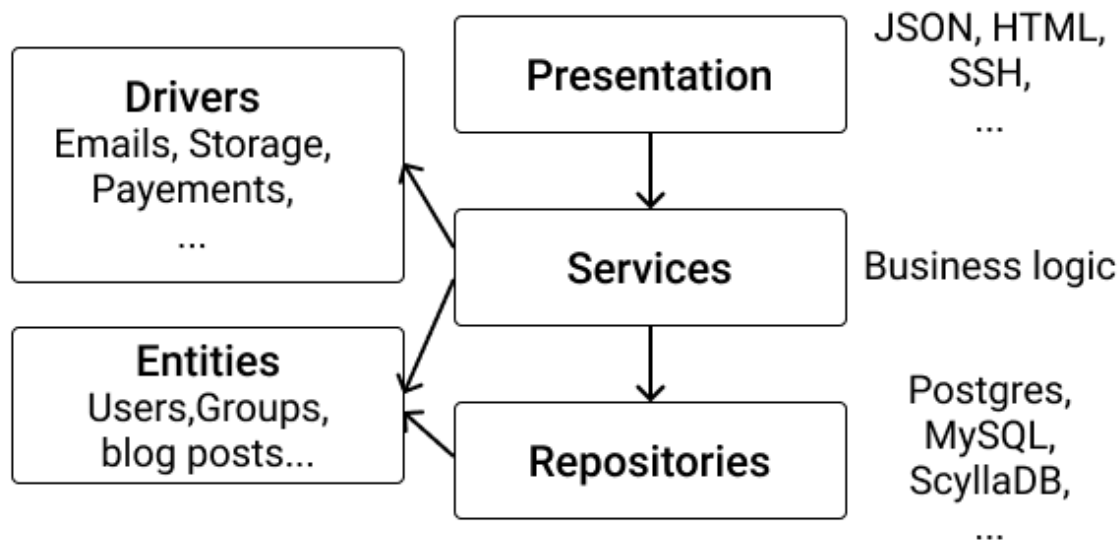 Drivers
Emails, Storage,
Payements,
...
Entities
Users,Groups,
blog posts...
Presentation
JSON, HTML,
SSH,
...
Services
Business logic
Repositories
Postgres,
MySQL,
ScyllaDB,
...